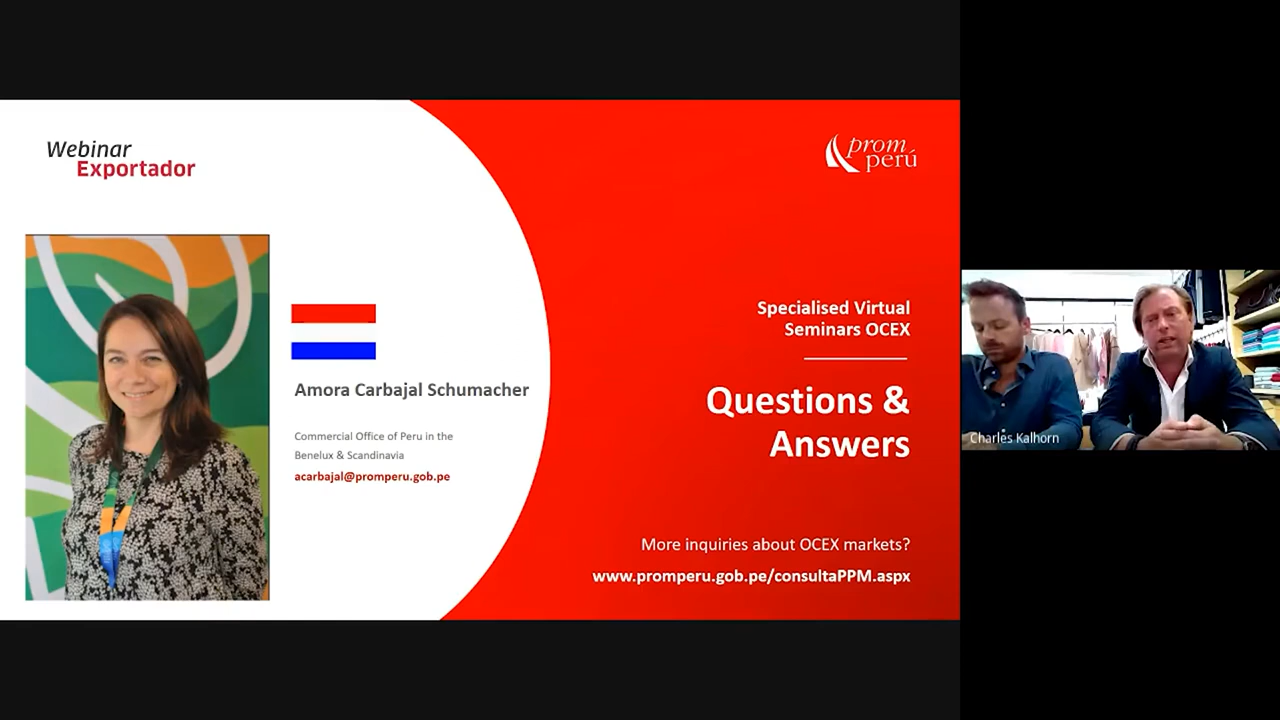 Webinar
Exportador
prom
perú
Amora Carbajal Schumacher
Commercial Office of Peru in the
Benelux & Scandinavia
acarbajal@promperu.gob.pe
Specialised Virtual
Seminars OCEX
Questions &
Answers
More inquiries about OCEX markets?
www.promperu.gob.pe/consultaPPM.aspx
Charles Kalhorn